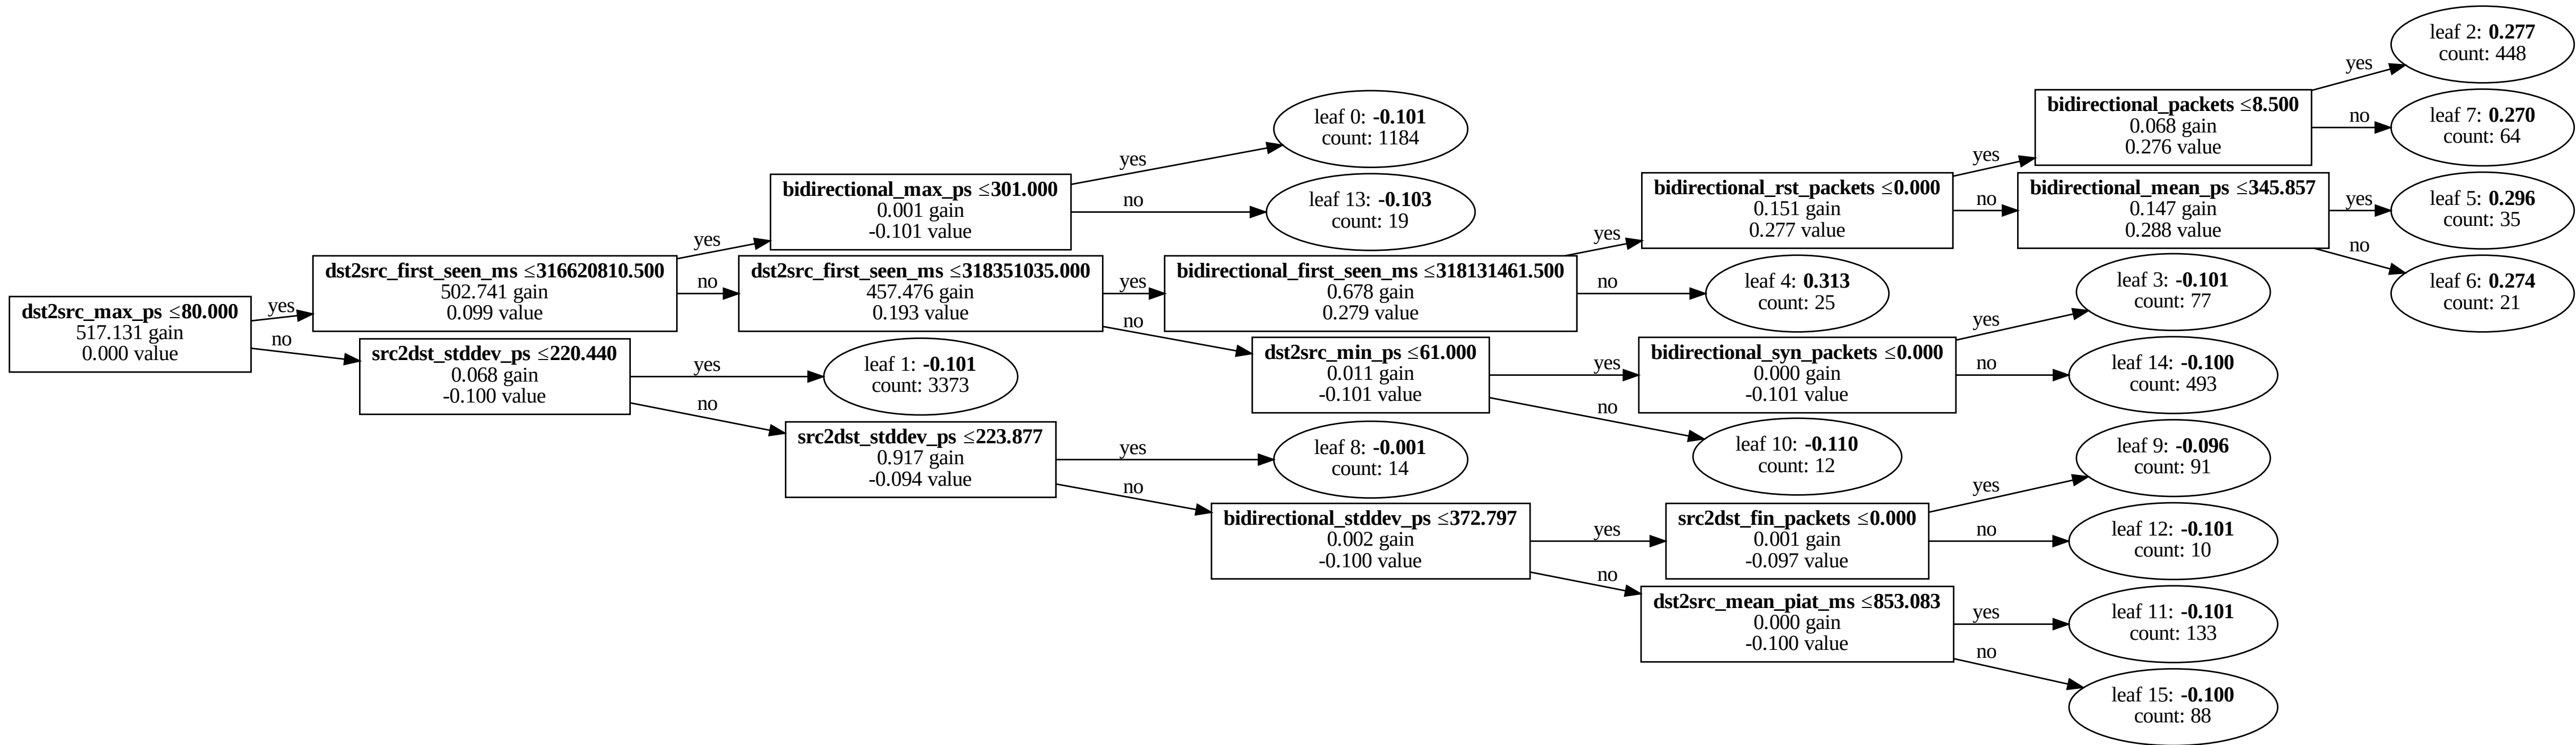 dst2src_max_ps ≤80.000
517.131 gain
0.000 value
yes
no
dst2src_first_seen_ms ≤316620810.500
502.741 gain
0.099 value
yes
no
src2dst_stddev_ps ≤220.440
0.068 gain
-0.100 value
yes
no
bidirectional_max_ps ≤301.000
0.001 gain
-0.101 value
yes
no
dst2src_first_seen_ms ≤318351035.000
457.476 gain
0.193 value
yes
no
leaf 1: -0.101
count: 3373
src2dst_stddev_ps ≤223.877
0.917 gain
-0.094 value
yes
no
leaf 0: -0.101
count: 1184
leaf 13: -0.103
count: 19
bidirectional_first_seen_ms ≤318131461.500
0.678 gain
0.279 value
yes
no
dst2src_min_ps ≤61.000
0.011 gain
-0.101 value
yes
no
leaf 8: -0.001
count: 14
bidirectional_stddev_ps ≤372.797
0.002 gain
-0.100 value
yes
no
bidirectional_rst_packets ≤0.000
0.151 gain
0.277 value
yes
no
leaf 4: 0.313
count: 25
bidirectional_syn_packets ≤0.000
0.000 gain
-0.101 value
yes
no
leaf 10: -0.110
count: 12
src2dst_fin_packets ≤0.000
0.001 gain
-0.097 value
yes
no
dst2src_mean_piat_ms ≤853.083
0.000 gain
-0.100 value
yes
no
bidirectional_packets ≤8.500
0.068 gain
0.276 value
yes
no
bidirectional_mean_ps ≤345.857
0.147 gain
0.288 value
yes
no
leaf 3: -0.101
count: 77
leaf 14: -0.100
count: 493
leaf 9: -0.096
count: 91
leaf 12: -0.101
count: 10
leaf 11: -0.101
count: 133
leaf 15: -0.100
count: 88
leaf 2: 0.277
count: 448
leaf 7: 0.270
count: 64
leaf 5: 0.296
count: 35
leaf 6: 0.274
count: 21